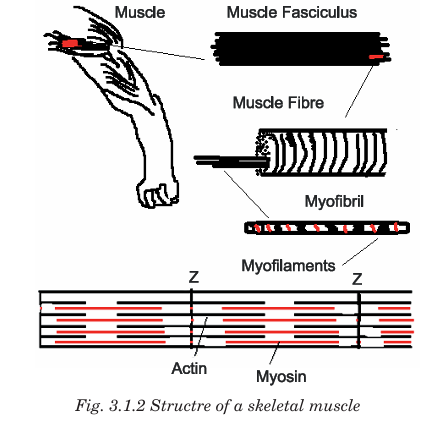 Muscle
Muscle Fasciculus
Muscle Fibre
Myofibril
Myofilaments
Z
Z
Actin
Myosin
Fig. 3.1.2 Structre of a skeletal muscle